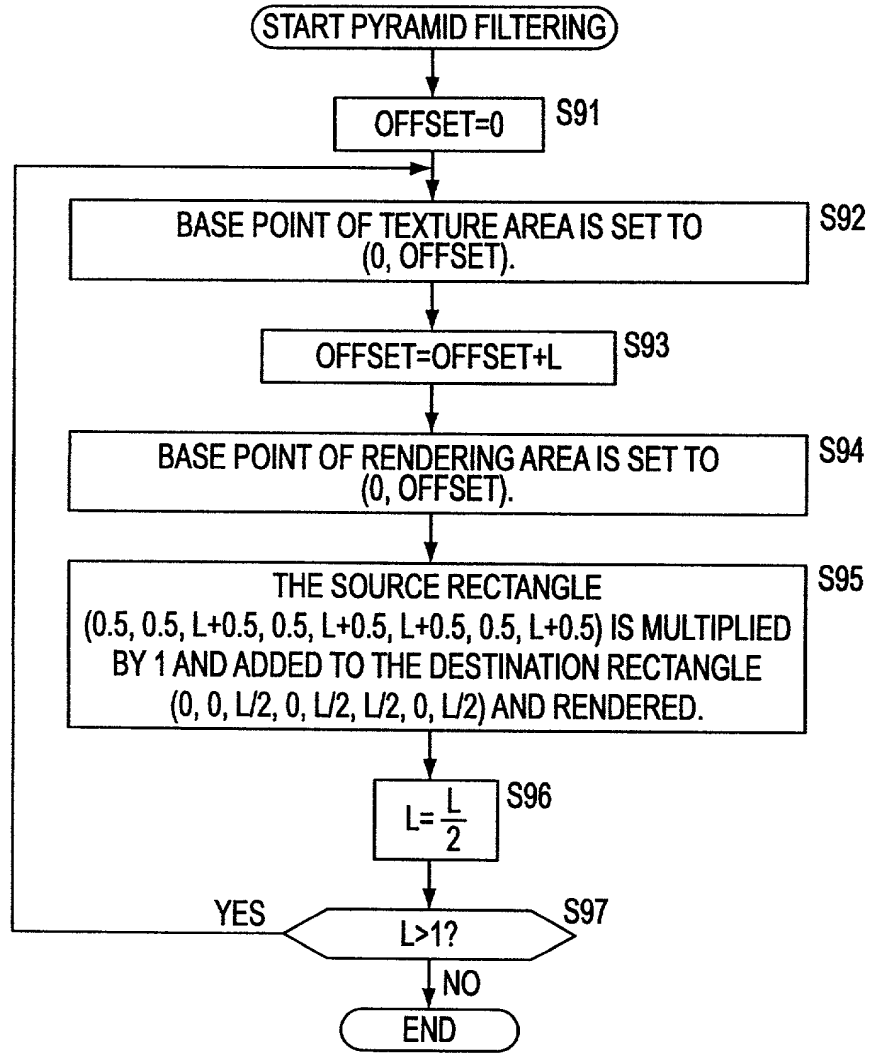 START PYRAMID FILTERING
OFFSET=0
S91
BASE POINT OF TEXTURE AREA IS SET TO
(0, OFFSET).
S92
OFFSET=OFFSET+L
S93
BASE POINT OF RENDERING AREA IS SET TO
(0, OFFSET).
S94
THE SOURCE RECTANGLE
(0.5, 0.5, L+0.5, 0.5, L+0.5, L+0.5, 0.5, L+0.5) IS MULTIPLIED
BY 1 AND ADDED TO THE DESTINATION RECTANGLE
(0, 0, L/2, 0, L/2, L/2, 0, L/2) AND RENDERED.
S95
L=L/2
S96
L>1?
S97
YES
NO
END